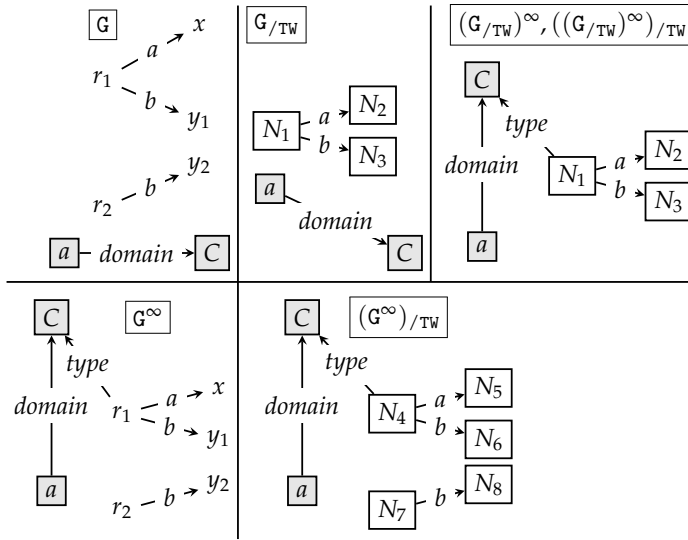 G
r₁ a x
b y₁
r₂ b y₂
a domain C
G/TW
N₁ a N₂
b N₃
a domain C
(G/TW)^∞, ((G/TW)^∞)/TW
C
type
domain
N₁ a N₂
b N₃
a
G^∞
C
type
domain
r₁ a x
b y₁
a
r₂ b y₂
(G^∞)/TW
C
type
domain
N₄ a N₅
b N₆
a
N₇ b N₈